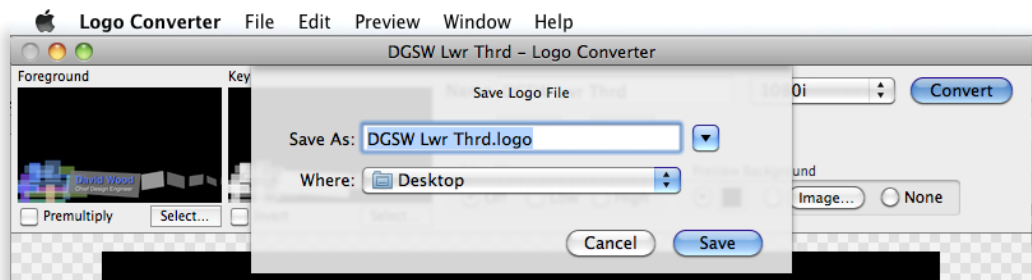 Logo Converter File Edit Preview Window Help
DGSW Lwr Thrd – Logo Converter
Foreground Key
Save Logo File
Convert
Save As: DGSW Lwr Thrd.logo
Where: Desktop
David Wood
Chief Design Engineer
Premultiply Select...
Image... None
Cancel Save